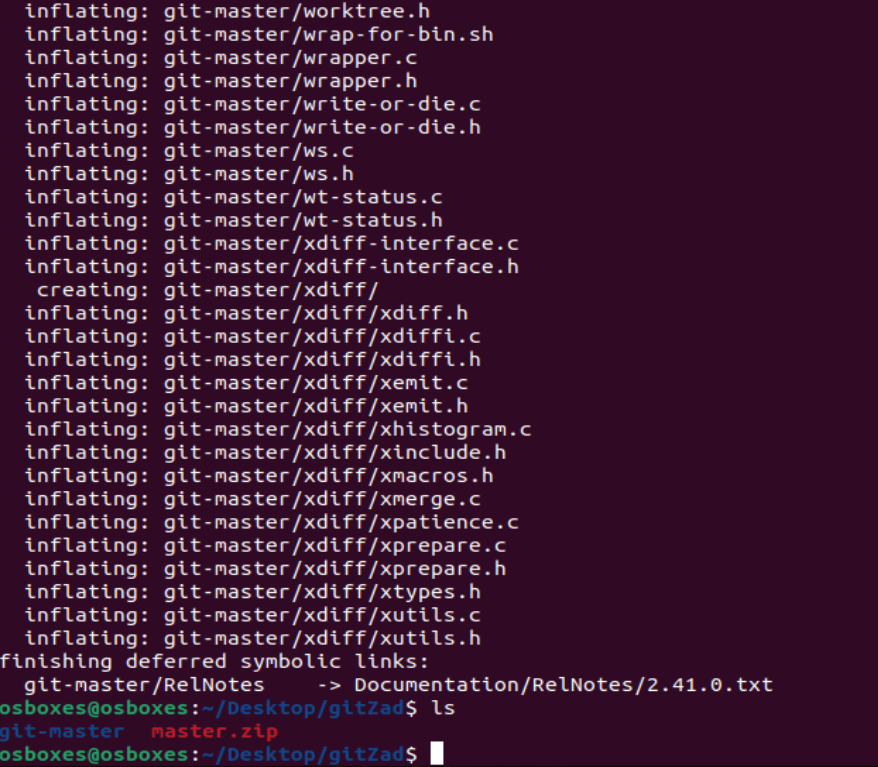 inflating: git-master/worktree.h
inflating: git-master/wrap-for-bin.sh
inflating: git-master/wrapper.c
inflating: git-master/wrapper.h
inflating: git-master/write-or-die.c
inflating: git-master/write-or-die.h
inflating: git-master/ws.c
inflating: git-master/ws.h
inflating: git-master/wt-status.c
inflating: git-master/wt-status.h
inflating: git-master/xdiff-interface.c
inflating: git-master/xdiff-interface.h
creating: git-master/xdiff/
inflating: git-master/xdiff/xdiff.h
inflating: git-master/xdiff/xdiffi.c
inflating: git-master/xdiff/xdiffi.h
inflating: git-master/xdiff/xemit.c
inflating: git-master/xdiff/xemit.h
inflating: git-master/xdiff/xhistogram.c
inflating: git-master/xdiff/xinclude.h
inflating: git-master/xdiff/xmacros.h
inflating: git-master/xdiff/xmerge.c
inflating: git-master/xdiff/xpatience.c
inflating: git-master/xdiff/xprepare.c
inflating: git-master/xdiff/xprepare.h
inflating: git-master/xdiff/xtypes.h
inflating: git-master/xdiff/xutils.c
inflating: git-master/xdiff/xutils.h
finishing deferred symbolic links:
git-master/RelNotes -> Documentation/RelNotes/2.41.0.txt
osboxes@osboxes:~/Desktop/gitZad$ ls
git-master master.zip
osboxes@osboxes:~/Desktop/gitZad$